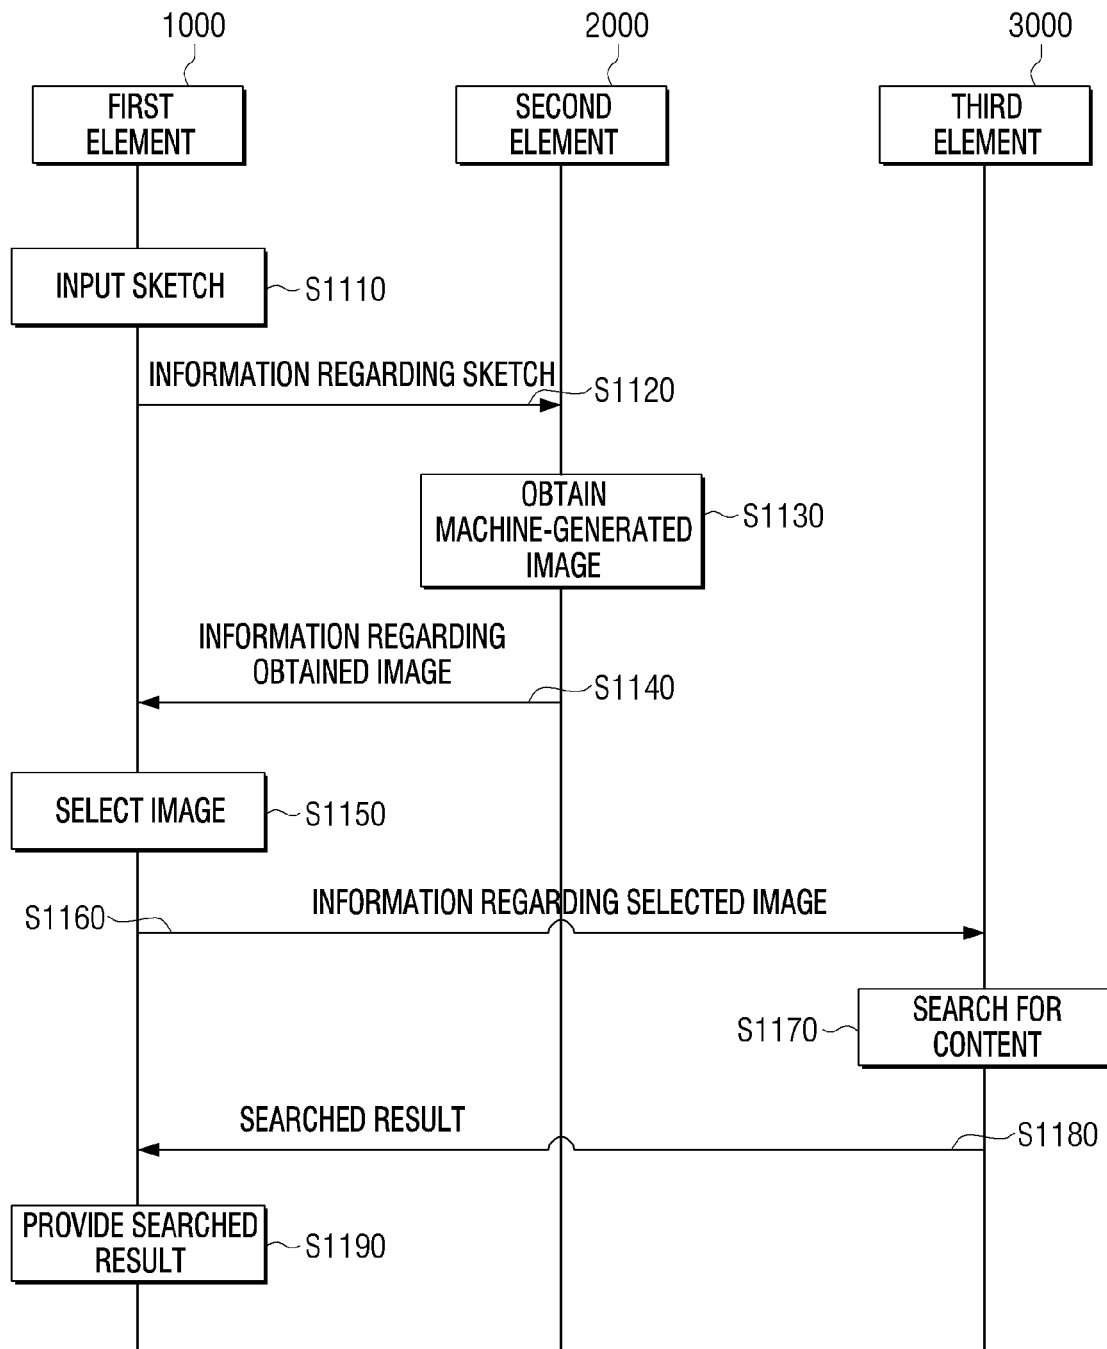 1000
2000
3000
FIRST
ELEMENT
SECOND
ELEMENT
THIRD
ELEMENT
INPUT SKETCH
S1110
INFORMATION REGARDING SKETCH
S1120
OBTAIN
MACHINE-GENERATED
IMAGE
S1130
INFORMATION REGARDING
OBTAINED IMAGE
S1140
SELECT IMAGE
S1150
INFORMATION REGARDING SELECTED IMAGE
S1160
SEARCH FOR
CONTENT
S1170
SEARCHED RESULT
S1180
PROVIDE SEARCHED
RESULT
S1190